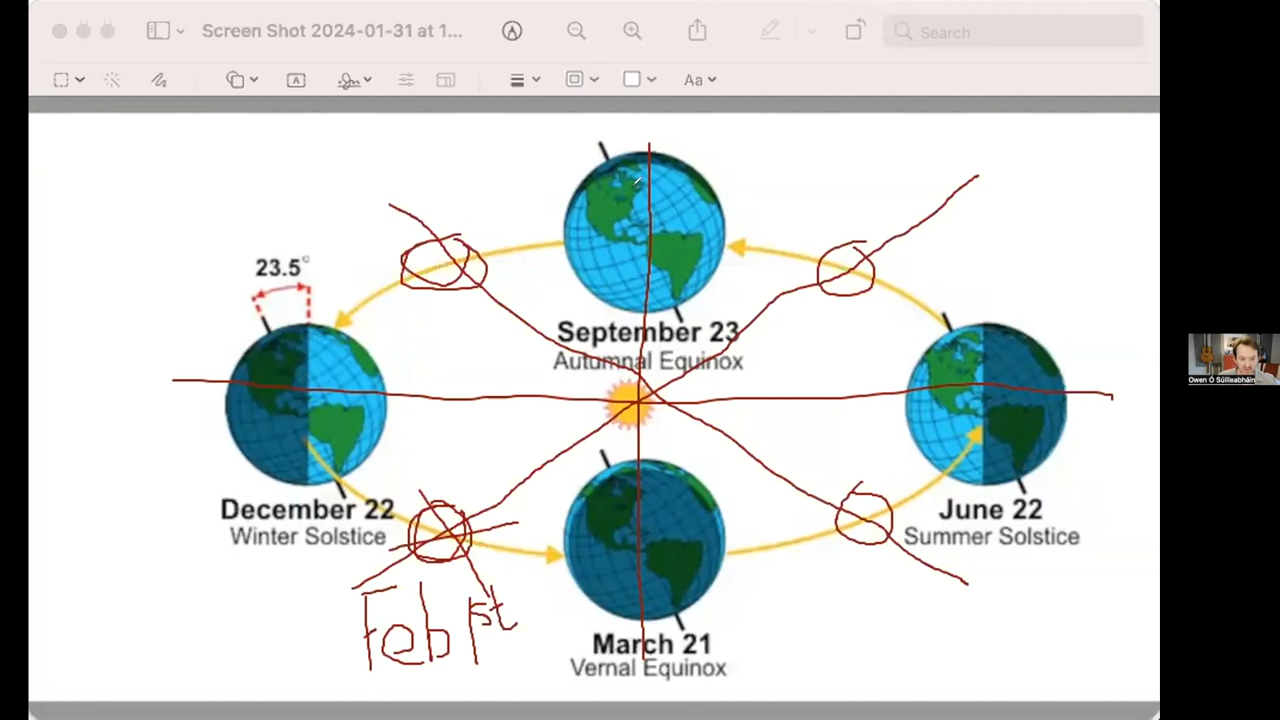 Screen Shot 2024-01-31 at 1...
Search
Aa
23.5°
September 23
Autumnal Equinox
December 22
Winter Solstice
June 22
Summer Solstice
Feb 1st
March 21
Vernal Equinox
Owen Ó Súilleabháin